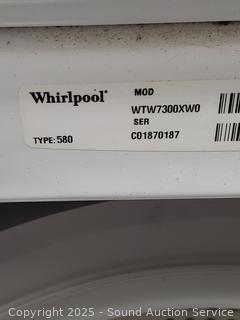 Whirlpool®
MOD
WTW7300XW0
SER
TYPE: 580
C01870187
Copyright © 2025 - Sound Auction Service